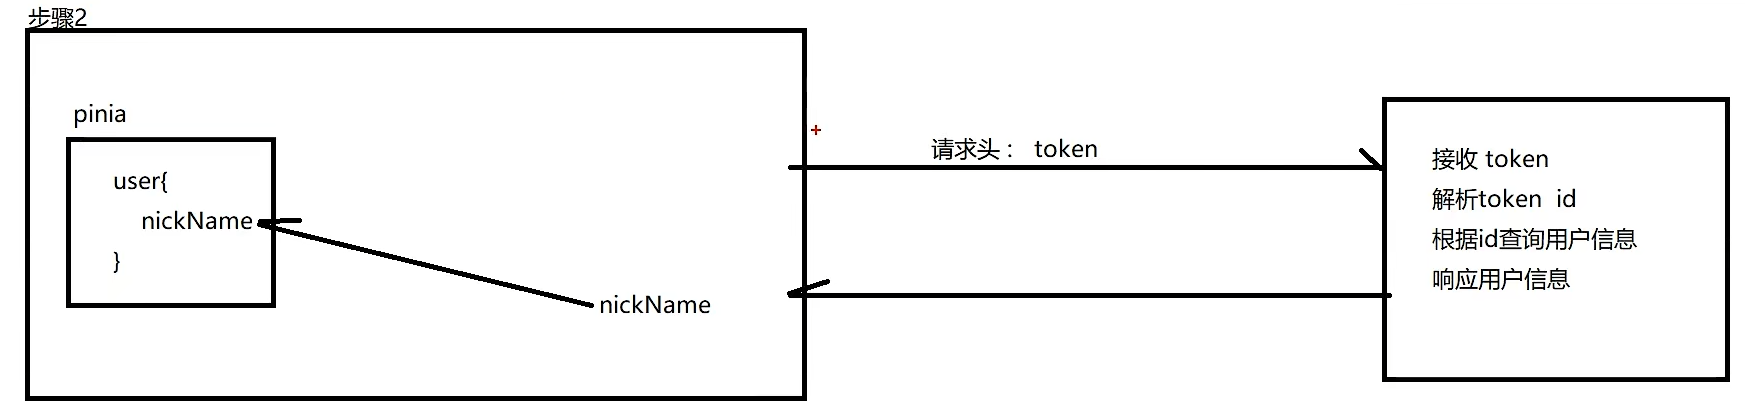 步骤2
pinia
user{
nickName
}
nickName
请求头： token
接收 token
解析token id
根据id查询用户信息
响应用户信息